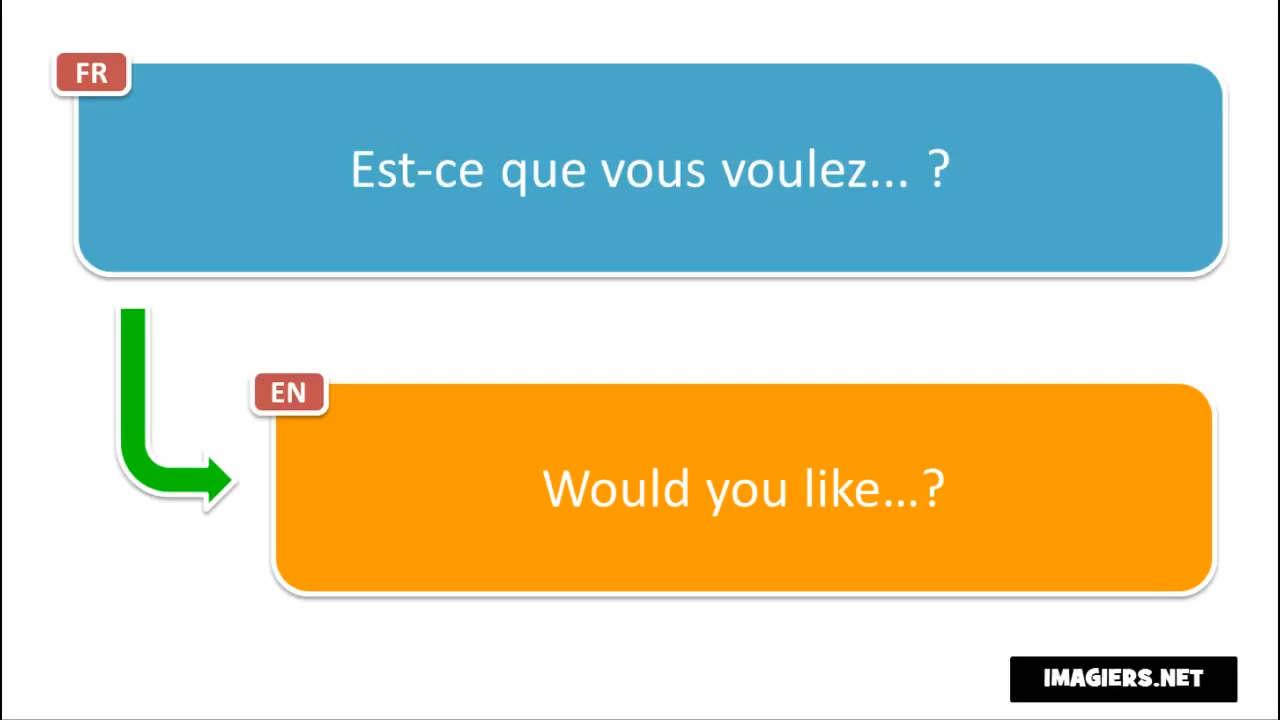 FR
Est-ce que vous voulez... ?
EN
Would you like...?
IMAGIERS.NET